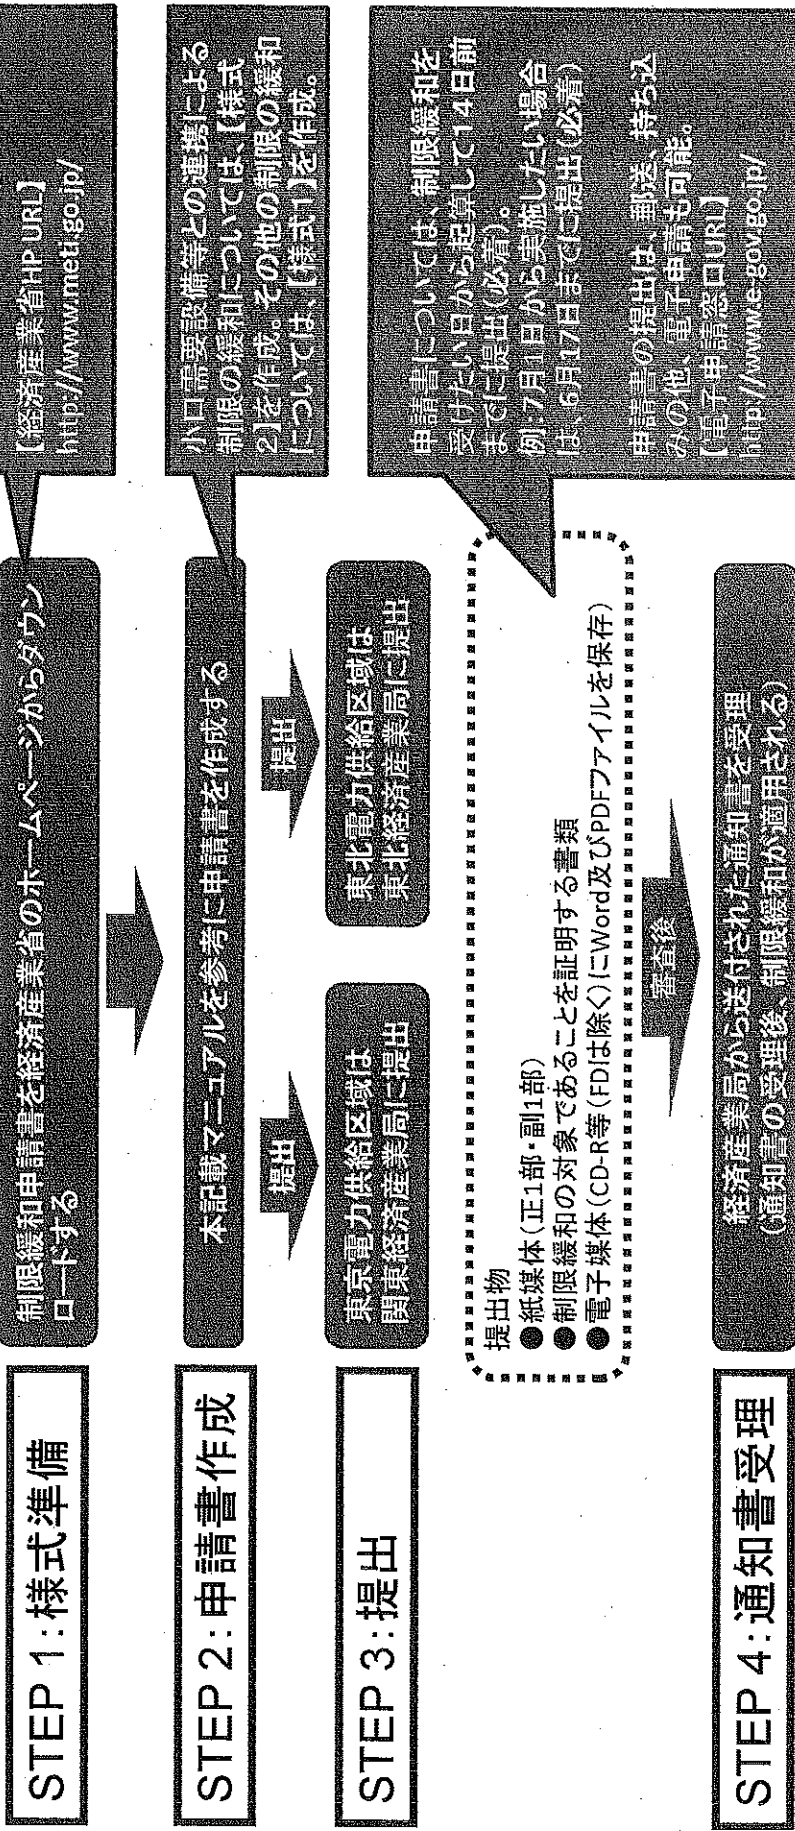 STEP 1:様式準備
制限緩和申請書を経済産業省のホームページからダウン
ロードする
【経済産業省HP URL】
http://www.meti.go.jp/
STEP 2:申請書作成
本記載マニュアルを参考に申請書を作成する
小口需要設備等との連携による
制限の緩和については、【様式
2】を作成。その他の制限の緩和
については、【様式1】を作成。
提出
提出
STEP 3:提出
東京電力供給区域は
関東経済産業局に提出
東北電力供給区域は
東北経済産業局に提出
提出物
●紙媒体(正1部・副1部)
●制限緩和の対象であることを証明する書類
●電子媒体(CD-R等(FDは除く)にWord及びPDFファイルを保存)
申請書については、制限緩和を
受けたい日から起算して14日前
までに提出(必着)。
例:7月1日から実施したい場合
は、6月17日までに提出(必着)
申請書の提出は、郵送、持ち込
みの他、電子申請も可能。
【電子申請窓口URL】
http://www.e-gov.go.jp/
審査後
STEP 4:通知書受理
経済産業局から送付された通知書を受理
(通知書の受理後、制限緩和が適用される)